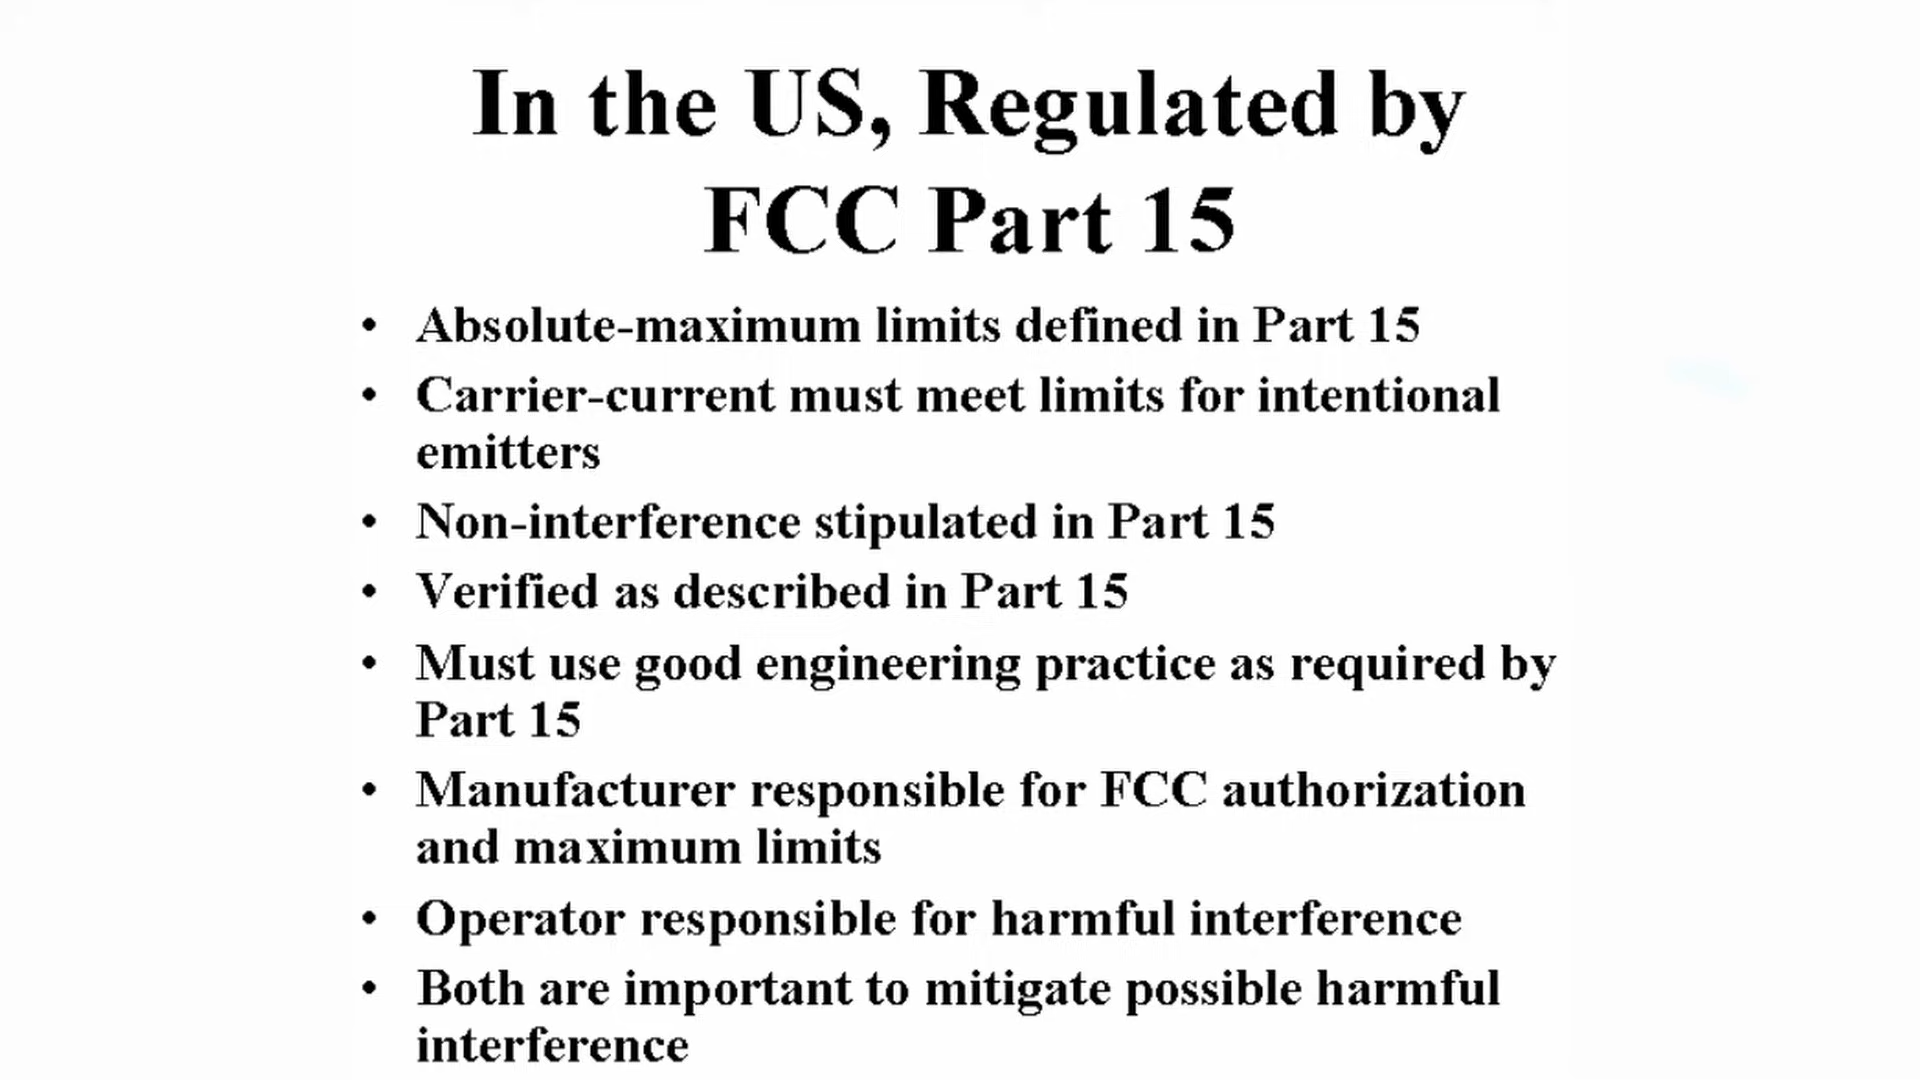 In the US, Regulated by
FCC Part 15
• Absolute-maximum limits defined in Part 15
• Carrier-current must meet limits for intentional
emitters
• Non-interference stipulated in Part 15
• Verified as described in Part 15
• Must use good engineering practice as required by
Part 15
• Manufacturer responsible for FCC authorization
and maximum limits
• Operator responsible for harmful interference
• Both are important to mitigate possible harmful
interference